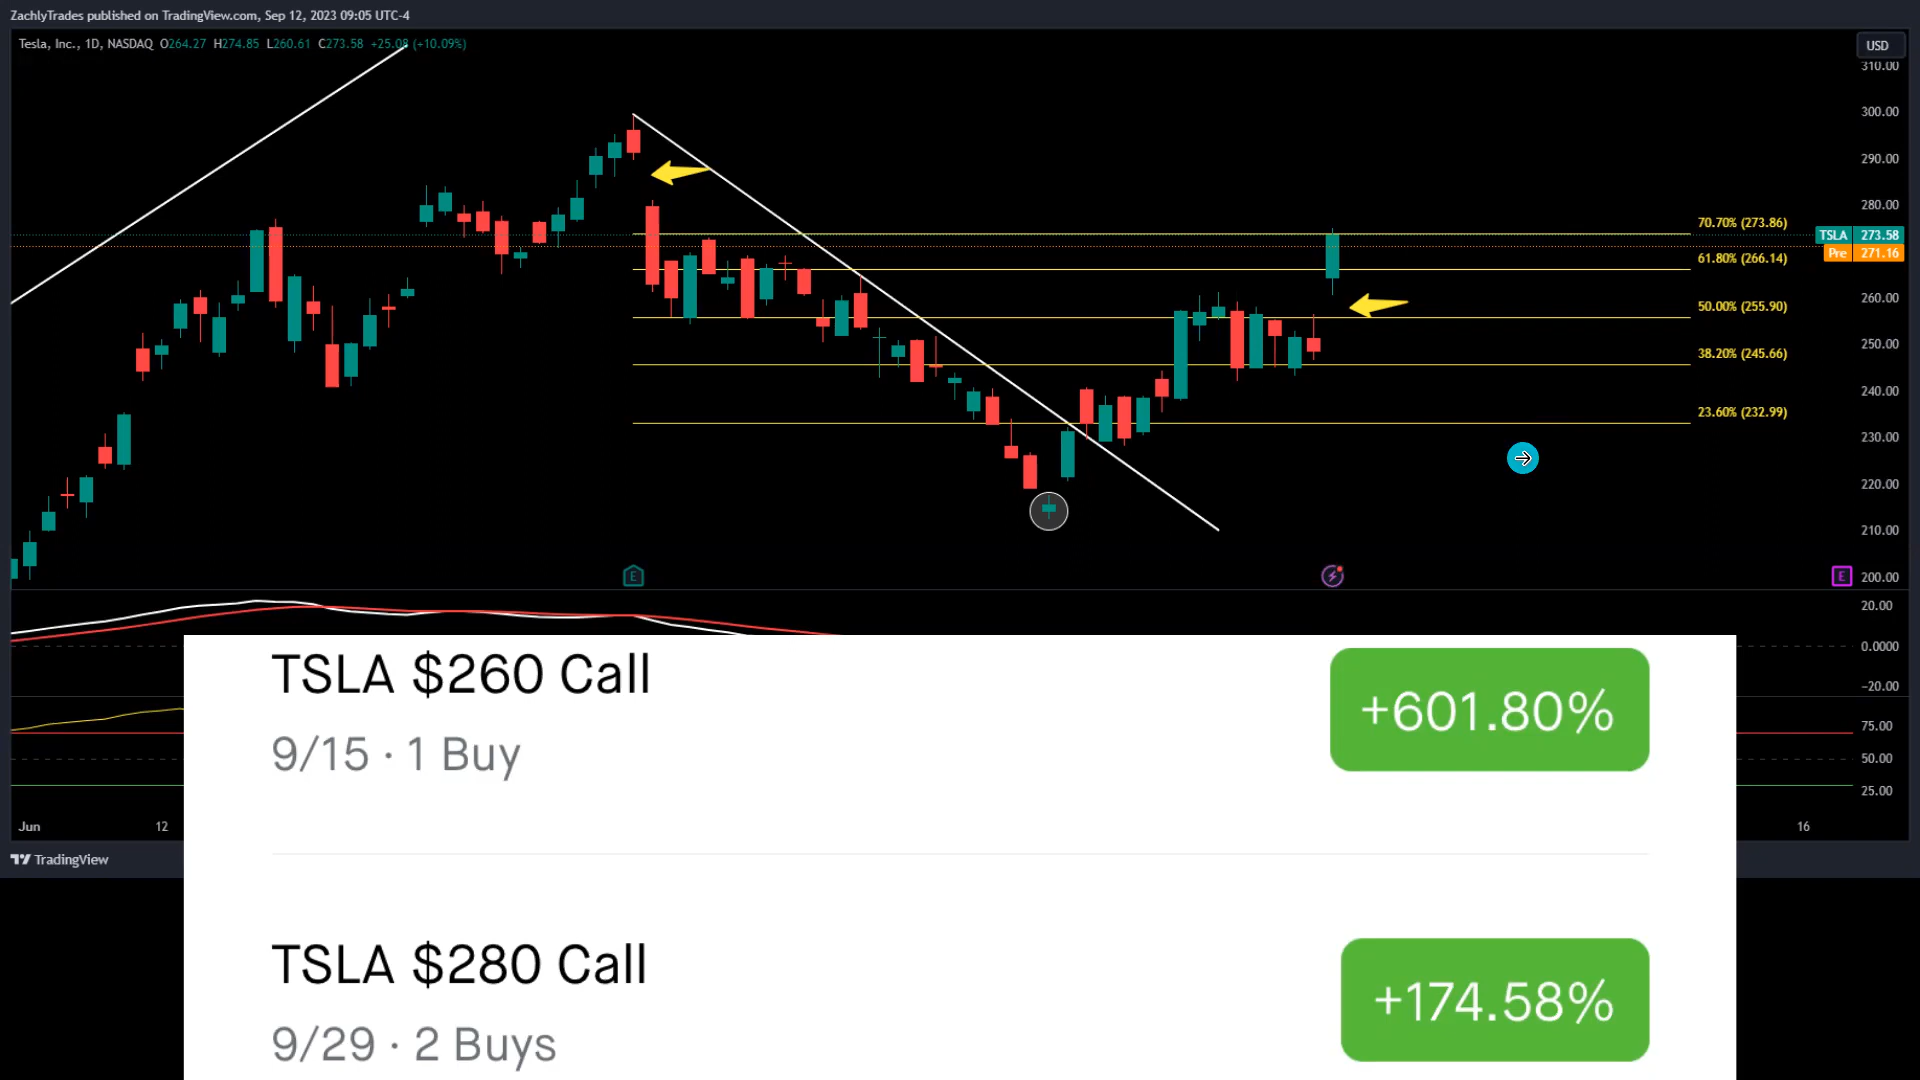 ZachlyTrades published on TradingView.com, Sep 12, 2023 09:05 UTC-4
Tesla, Inc., 1D, NASDAQ O264.27 H274.85 L260.61 C273.58 +25.08 (+10.09%)
USD
310.00
300.00
290.00
280.00
70.70% (273.86)
TSLA 273.58
Pre 271.16
61.80% (266.14)
260.00
50.00% (255.90)
250.00
38.20% (245.66)
240.00
23.60% (232.99)
230.00
220.00
210.00
E
E
200.00
20.00
0.0000
−20.00
75.00
50.00
25.00
Jun
12
16
TradingView
TSLA $260 Call
+601.80%
9/15 · 1 Buy
TSLA $280 Call
+174.58%
9/29 · 2 Buys